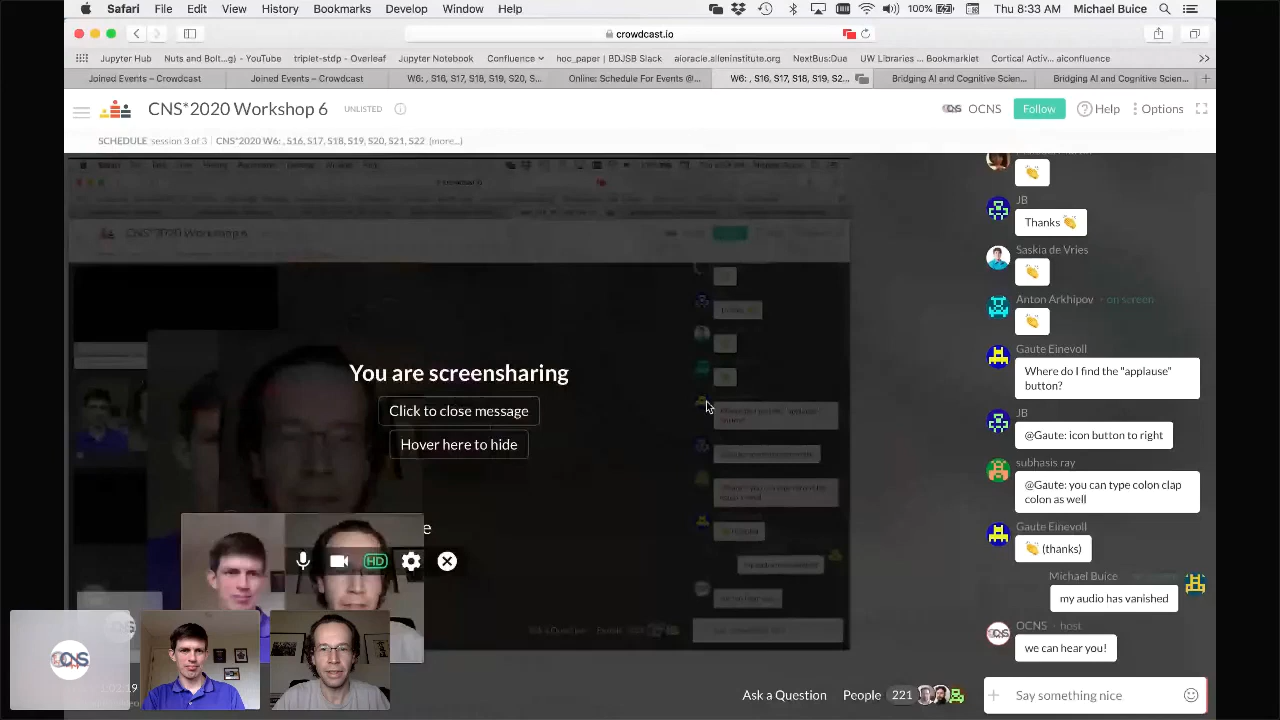 Safari File Edit View History Bookmarks Develop Window Help 100% Thu 8:33 AM Michael Buice
crowdcast.io
Jupyter Hub Nuts and Bolt...g) - YouTube triplet-stdp - Overleaf Jupyter Notebook Confluence hoc_paper | BDJSB Slack aioracle.alleninstitute.org NextBus:Due UW Libraries ... Bookmarklet Cortical Activ... aiconfluence
Joined Events – Crowdcast Joined Events – Crowdcast W6: , S16, S17, S18, S19, S20, S... Online: Schedule For Events @... W6: , S16, S17, S18, S19, S2... Bridging AI and Cognitive Scien... Bridging AI and Cognitive Scien...
CNS*2020 Workshop 6 UNLISTED OCNS Follow Help Options
SCHEDULE session 3 of 3 CNS*2020 W6: , S16, S17, S18, S19, S20, S21, S22 (more...)
👏
JB
Thanks 👏
Saskia de Vries
👏
Anton Arkhipov • on screen
👏
Gaute Einevoll
Where do I find the "applause"
button?
JB
@Gaute: icon button to right
subhasis ray
@Gaute: you can type colon clap
colon as well
Gaute Einevoll
👏 (thanks)
Michael Buice
my audio has vanished
OCNS • host
we can hear you!
CNS*2020 Workshop 6
You are screensharing
Click to close message
Hover here to hide
HD
OCNS
Ask a Question People 221
Say something nice